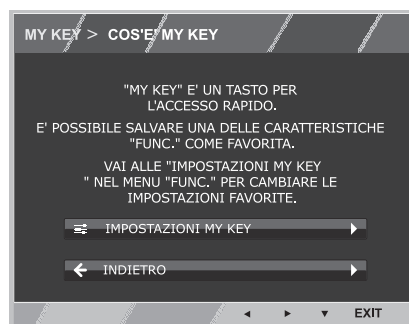 MY KEY > COS'E' MY KEY
"MY KEY" E' UN TASTO PER
L'ACCESSO RAPIDO.
E' POSSIBILE SALVARE UNA DELLE CARATTERISTICHE
"FUNC." COME FAVORITA.
VAI ALLE "IMPOSTAZIONI MY KEY
" NEL MENU "FUNC." PER CAMBIARE LE
IMPOSTAZIONI FAVORITE.
IMPOSTAZIONI MY KEY
INDIETRO
EXIT